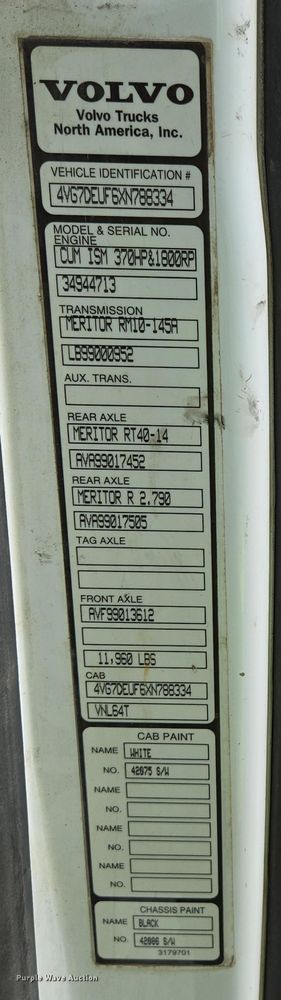 VOLVO
Volvo Trucks
North America, Inc.
VEHICLE IDENTIFICATION #
4VG7DEUF6XN788334
MODEL & SERIAL NO.
ENGINE
CUM ISM 370HP&1800RP
34944713
TRANSMISSION
MERITOR RM10-145A
LB99000952
AUX. TRANS.
REAR AXLE
MERITOR RT40-14
AVA99017452
REAR AXLE
MERITOR R 2.790
AVA99017505
TAG AXLE
FRONT AXLE
AVF99013612
11,960 LBS
CAB
4VG7DEUF6XN788334
VNL64T
CAB PAINT
NAME WHITE
NO. 42075 S/W
NAME
NO.
NAME
NO.
NAME
NO.
CHASSIS PAINT
NAME BLACK
NO. 42006 S/W
3179701
Purple Wave Auction